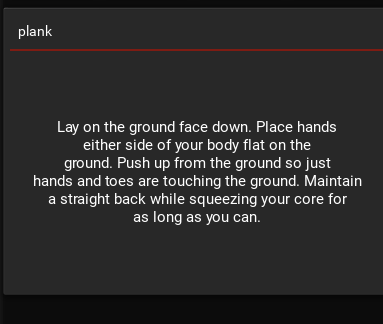 plank
Lay on the ground face down. Place hands
either side of your body flat on the
ground. Push up from the ground so just
hands and toes are touching the ground. Maintain
a straight back while squeezing your core for
as long as you can.